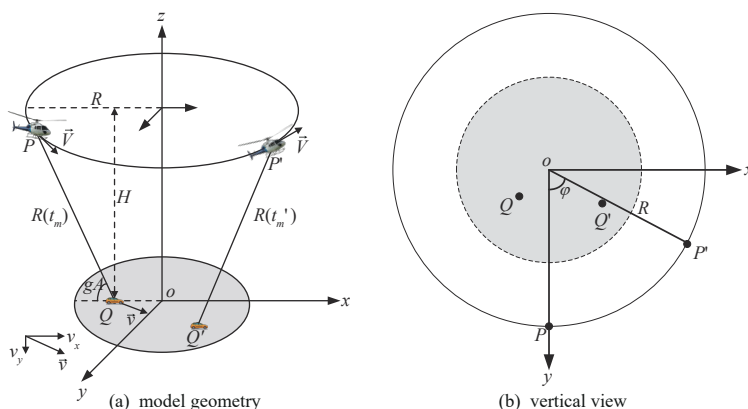 z
R
P
V⃗
P'
V⃗
H
R(t_m)
R(t_m')
gA
o
x
Q
v⃗
Q'
v_x
v_y
v⃗
y
(a) model geometry
o
x
φ
Q
Q'
R
P'
P
y
(b) vertical view